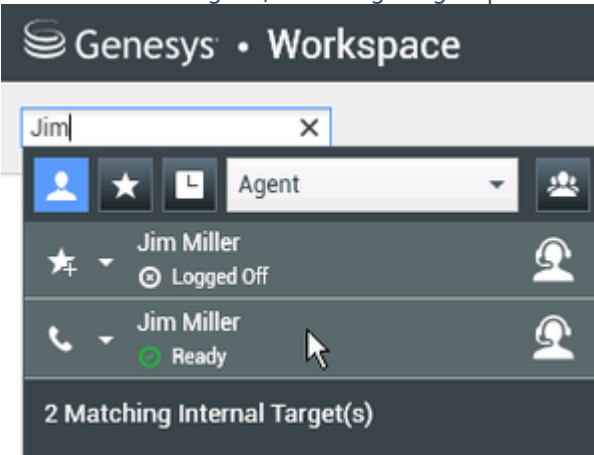 Genesys • Workspace
Jim
Agent
Jim Miller
Logged Off
Jim Miller
Ready
2 Matching Internal Target(s)